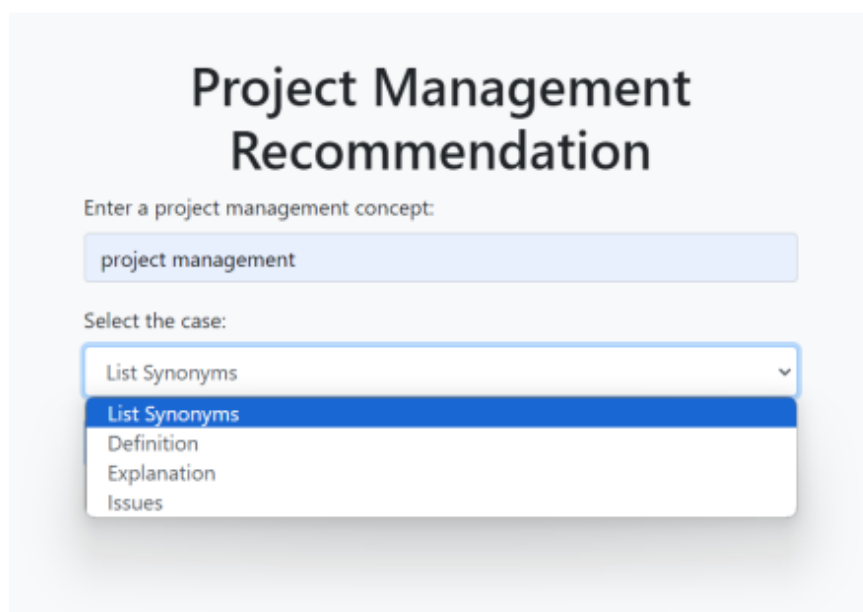 Project Management
Recommendation
Enter a project management concept:
project management
Select the case:
List Synonyms
List Synonyms
Definition
Explanation
Issues